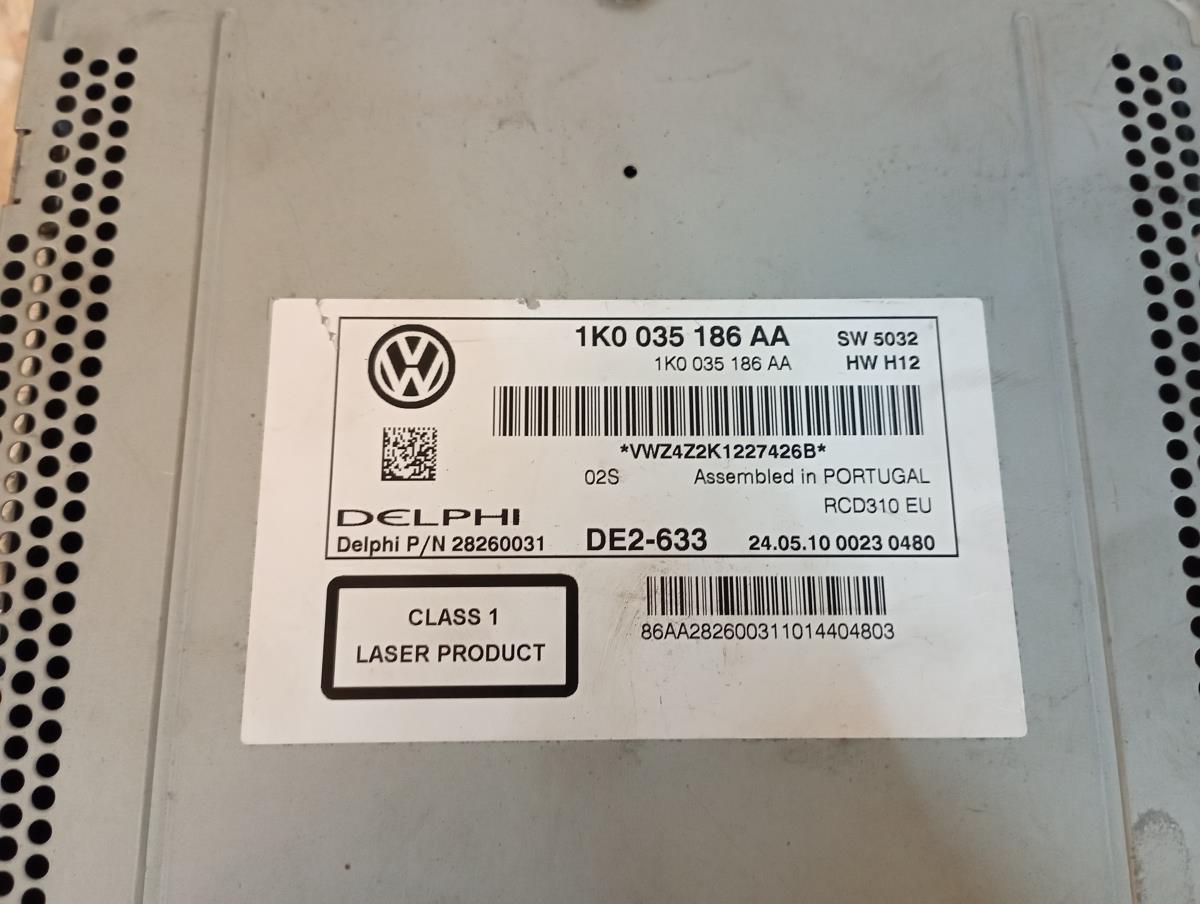 1K0 035 186 AA SW 5032
1K0 035 186 AA HW H12
*VWZ4Z2K1227426B*
02S Assembled in PORTUGAL
RCD310 EU
DELPHI
Delphi P/N 28260031 DE2-633 24.05.10 0023 0480
CLASS 1
LASER PRODUCT
86AA282600311014404803